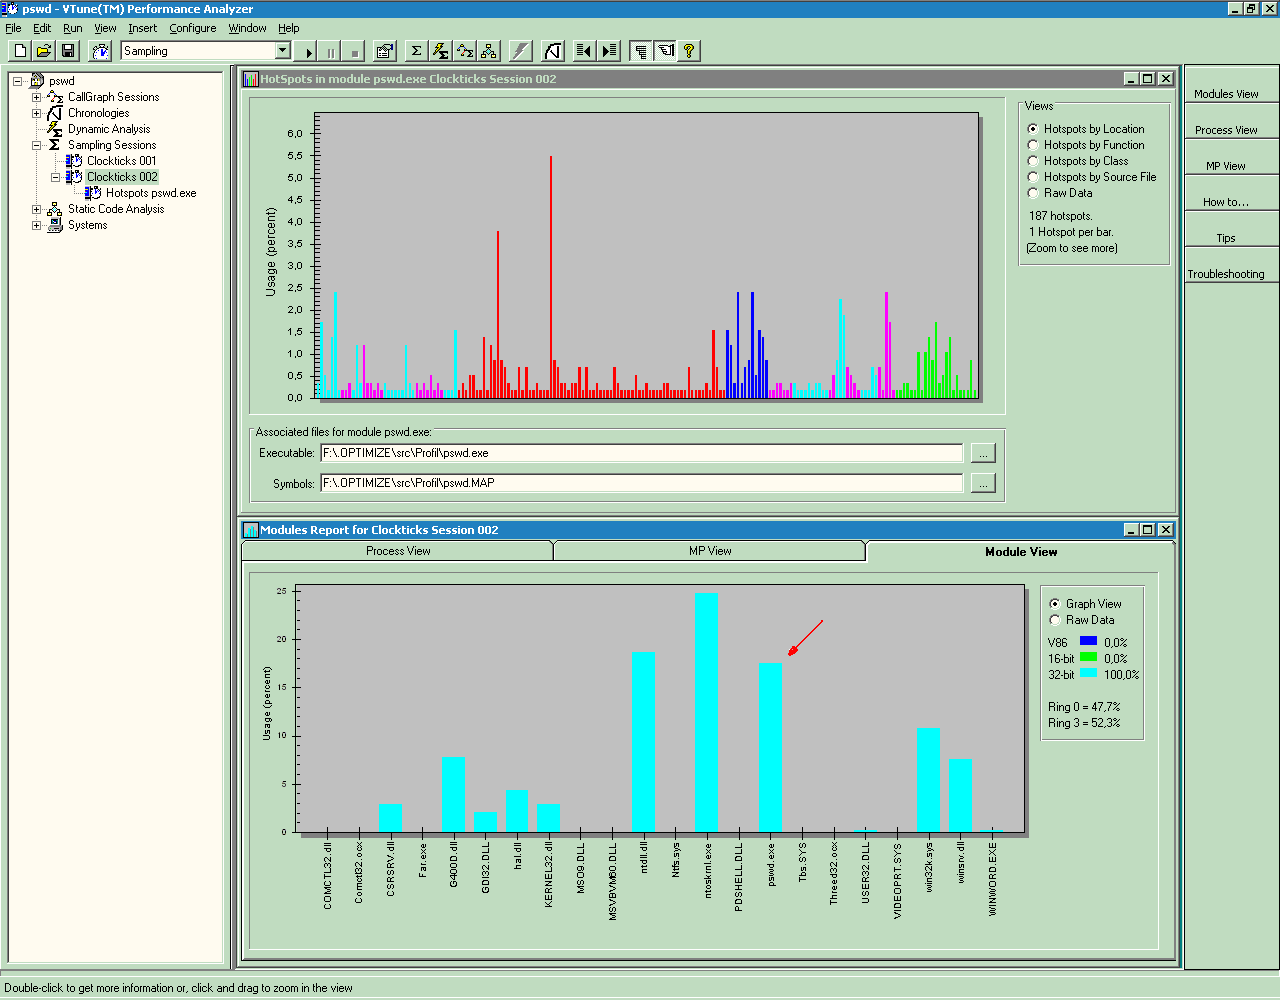 pswd - VTune(TM) Performance Analyzer
File Edit Run View Insert Configure Window Help
Sampling
pswd
CallGraph Sessions
Chronologies
Dynamic Analysis
Sampling Sessions
Clockticks 001
Clockticks 002
Hotspots pswd.exe
Static Code Analysis
Systems
HotSpots in module pswd.exe Clockticks Session 002
Usage (percent)
6,0
5,5
5,0
4,5
4,0
3,5
3,0
2,5
2,0
1,5
1,0
0,5
0,0
Views
Hotspots by Location
Hotspots by Function
Hotspots by Class
Hotspots by Source File
Raw Data
187 hotspots.
1 Hotspot per bar.
(Zoom to see more)
Associated files for module pswd.exe:
Executable: F:\.OPTIMIZE\src\Profil\pswd.exe ...
Symbols: F:\.OPTIMIZE\src\Profil\pswd.MAP ...
Modules Report for Clockticks Session 002
Process View MP View Module View
Usage (percent)
25
20
15
10
5
0
COMCTL32.dll
Comctl32.ocx
CSRSRV.dll
Far.exe
G400D.dll
GDI32.DLL
hal.dll
KERNEL32.dll
MSO9.DLL
MSVBVM60.DLL
ntdll.dll
Ntfs.sys
ntoskrnl.exe
PDSHELL.DLL
pswd.exe
Tbs.SYS
Threed32.ocx
USER32.DLL
VIDEOPRT.SYS
win32k.sys
winsrv.dll
WINWORD.EXE
Graph View
Raw Data
V86 0,0%
16-bit 0,0%
32-bit 100,0%
Ring 0 = 47,7%
Ring 3 = 52,3%
Modules View
Process View
MP View
How to...
Tips
Troubleshooting
Double-click to get more information or, click and drag to zoom in the view